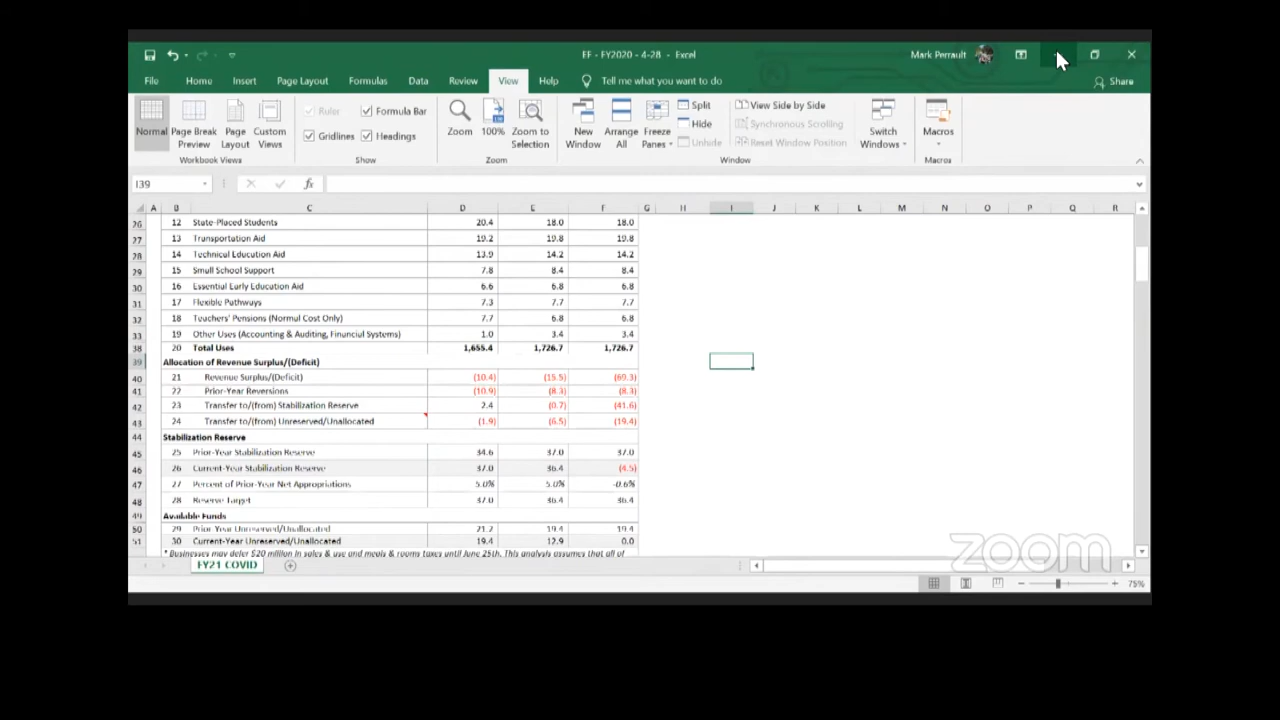 EF - FY2020 - 4-28 - Excel
Mark Perrault
File Home Insert Page Layout Formulas Data Review View Help Tell me what you want to do
Share
Normal Page Break Preview Page Layout Custom Views
Workbook Views
Ruler Formula Bar
Gridlines Headings
Show
Zoom 100% Zoom to Selection
Zoom
New Window Arrange All Freeze Panes
Split
Hide
Unhide
View Side by Side
Synchronous Scrolling
Reset Window Position
Window
Switch Windows
Macros
Macros
I39 fx
A B C D E F G H I J K L M N O P Q R
26 12 State-Placed Students 20.4 18.0 18.0
27 13 Transportation Aid 19.2 19.8 19.8
28 14 Technical Education Aid 13.9 14.2 14.2
29 15 Small School Support 7.8 8.4 8.4
30 16 Essential Early Education Aid 6.6 6.8 6.8
31 17 Flexible Pathways 7.3 7.7 7.7
32 18 Teachers' Pensions (Normal Cost Only) 7.7 6.8 6.8
33 19 Other Uses (Accounting & Auditing, Financial Systems) 1.0 3.4 3.4
38 20 Total Uses 1,655.4 1,726.7 1,726.7
39 Allocation of Revenue Surplus/(Deficit)
40 21 Revenue Surplus/(Deficit) (10.4) (15.5) (69.3)
41 22 Prior-Year Reversions (10.9) (8.3) (8.3)
42 23 Transfer to/(from) Stabilization Reserve 2.4 (0.7) (41.6)
43 24 Transfer to/(from) Unreserved/Unallocated (1.9) (6.5) (19.4)
44 Stabilization Reserve
45 25 Prior-Year Stabilization Reserve 34.6 37.0 37.0
46 26 Current-Year Stabilization Reserve 37.0 36.4 (4.5)
47 27 Percent of Prior-Year Net Appropriations 5.0% 5.0% -0.6%
48 28 Reserve Target 37.0 36.4 36.4
49 Available Funds
50 29 Prior Year Unreserved/Unallocated 21.2 19.4 19.4
51 30 Current-Year Unreserved/Unallocated 19.4 12.9 0.0
* Businesses may defer $20 million in sales & use and meals & rooms taxes until June 25th. This analysis assumes that all of
FY21 COVID
75%
zoom